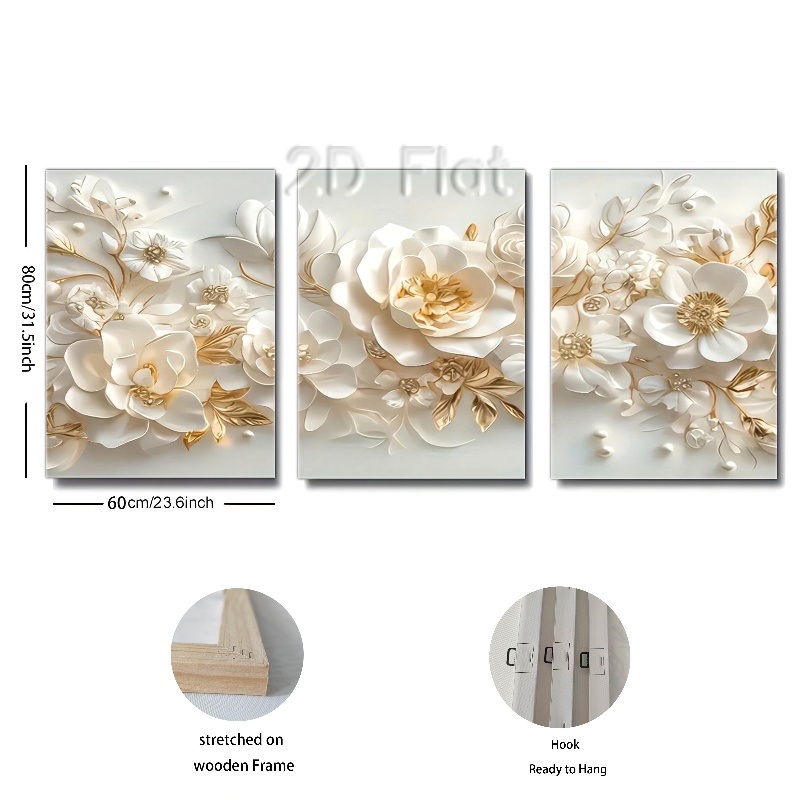 2D Flat
80cm/31.5inch
60cm/23.6inch
stretched on
wooden Frame
Hook
Ready to Hang